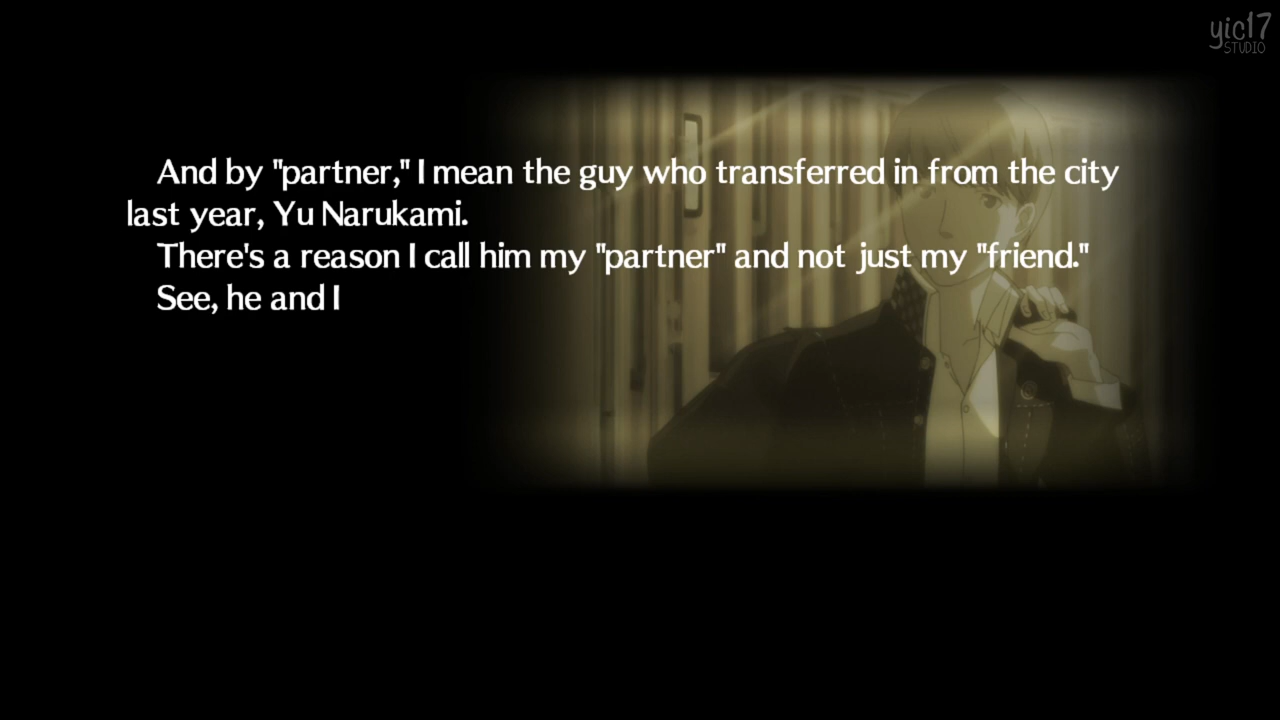 yic17
STUDIO
And by "partner," I mean the guy who transferred in from the city
last year, Yu Narukami.
There's a reason I call him my "partner" and not just my "friend."
See, he and I